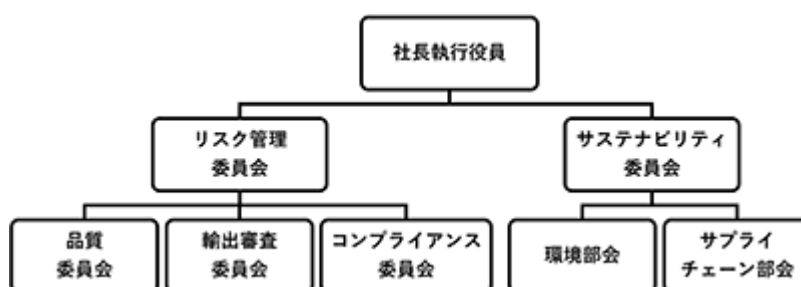 社長執行役員
リスク管理
委員会
サステナビリティ
委員会
品質
委員会
輸出審査
委員会
コンプライアンス
委員会
環境部会
サプライ
チェーン部会